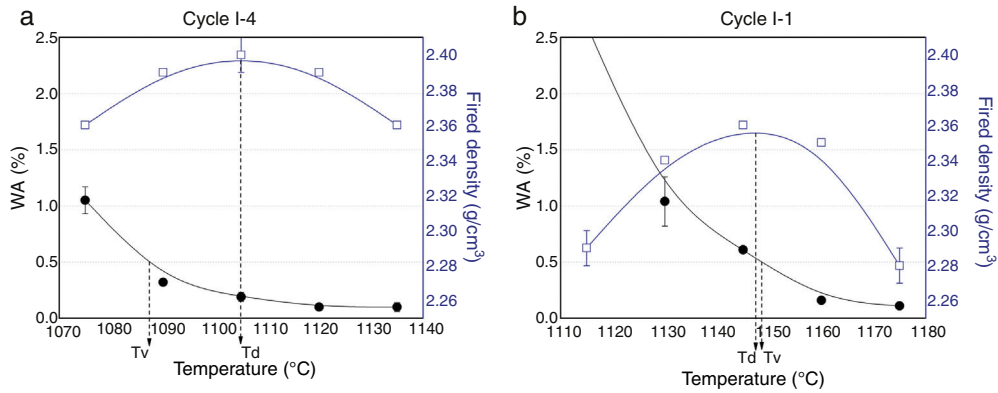 a
Cycle I-4
2.5
2.0
1.5
1.0
0.5
0.0
WA (%)
2.40
2.38
2.36
2.34
2.32
2.30
2.28
2.26
Fired density (g/cm³)
1070 1080 1090 1100 1110 1120 1130 1140
Tv Td
Temperature (°C)
b
Cycle I-1
2.5
2.0
1.5
1.0
0.5
0.0
WA (%)
2.40
2.38
2.36
2.34
2.32
2.30
2.28
2.26
Fired density (g/cm³)
1110 1120 1130 1140 1150 1160 1170 1180
Td Tv
Temperature (°C)